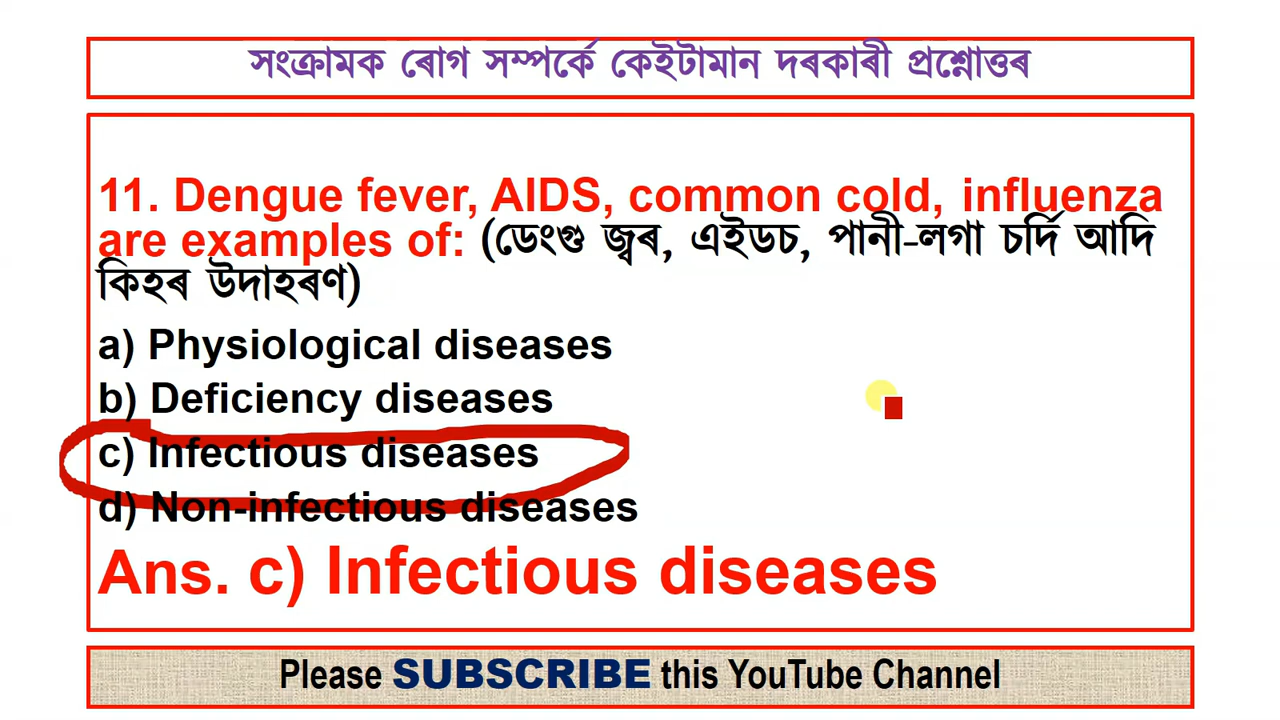 সংক্ৰামক ৰোগ সম্পৰ্কে কেইটামান দৰকাৰী প্ৰশ্নোত্তৰ
11. Dengue fever, AIDS, common cold, influenza
are examples of: (ডেংগু জ্বৰ, এইডচ, পানী-লগা চৰ্দি আদি
কিহৰ উদাহৰণ)
a) Physiological diseases
b) Deficiency diseases
c) Infectious diseases
d) Non-infectious diseases
Ans. c) Infectious diseases
Please SUBSCRIBE this YouTube Channel